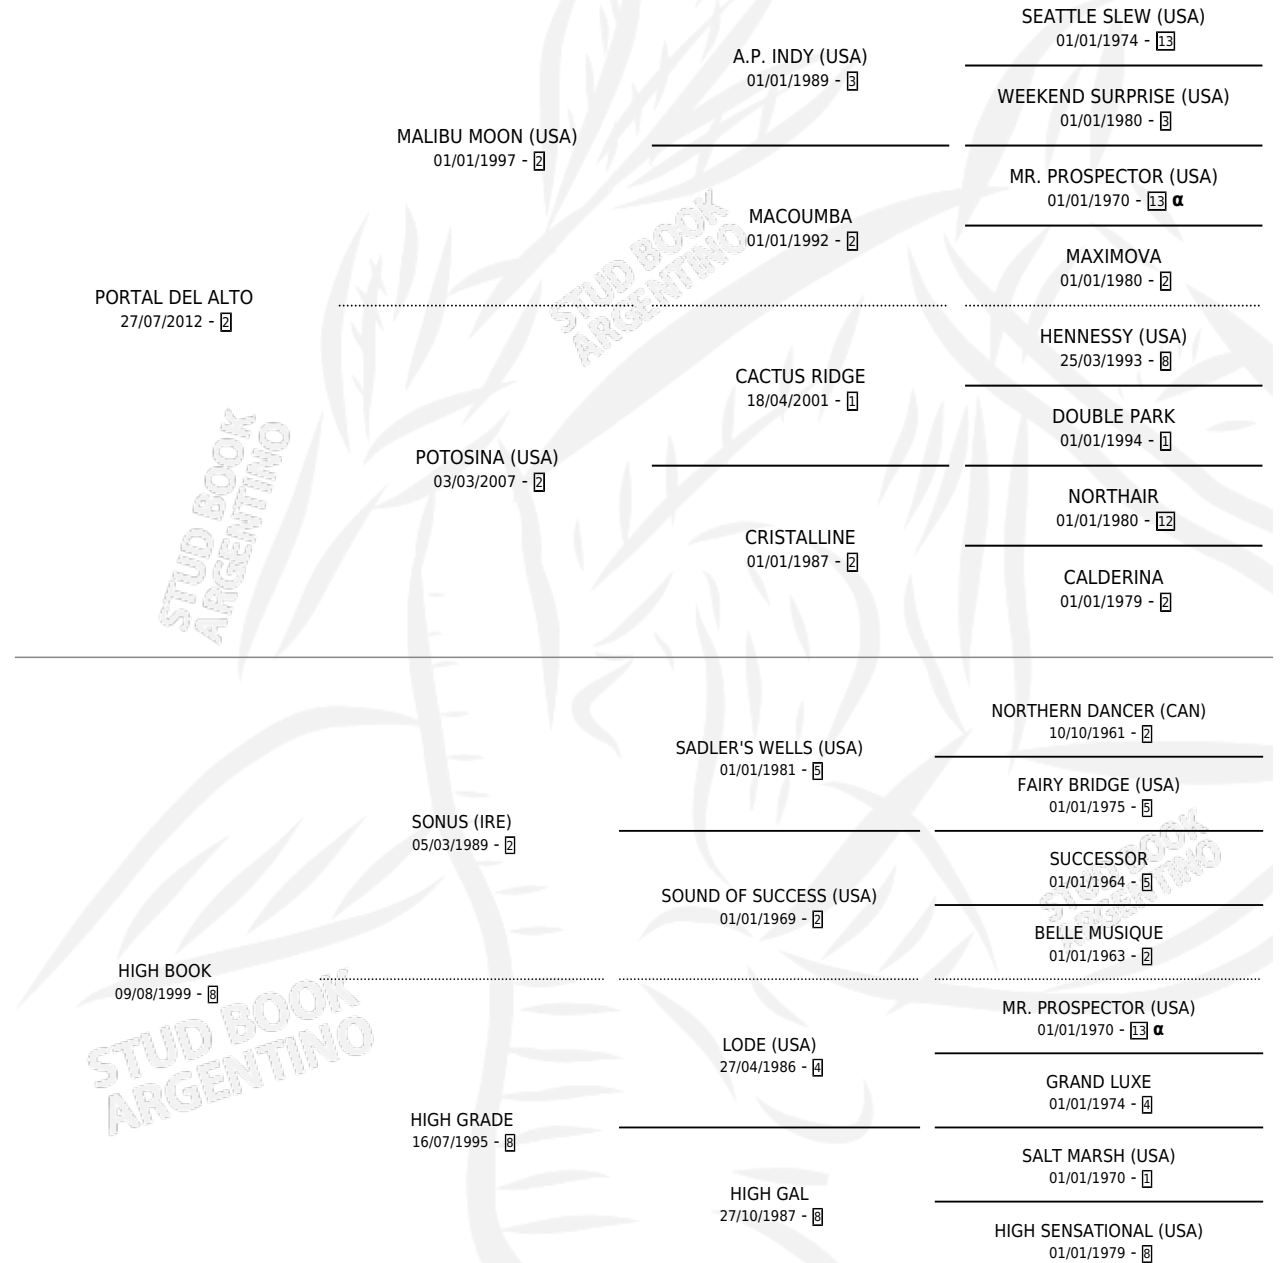 SEATTLE SLEW (USA)
01/01/1974 - 13
A.P. INDY (USA)
01/01/1989 - 3
WEEKEND SURPRISE (USA)
01/01/1980 - 3
MALIBU MOON (USA)
01/01/1997 - 2
MR. PROSPECTOR (USA)
01/01/1970 - 13 α
MACOUMBA
01/01/1992 - 2
MAXIMOVA
01/01/1980 - 2
PORTAL DEL ALTO
27/07/2012 - 2
HENNESSY (USA)
25/03/1993 - 8
CACTUS RIDGE
18/04/2001 - 1
DOUBLE PARK
01/01/1994 - 1
POTOSINA (USA)
03/03/2007 - 2
NORTHAIR
01/01/1980 - 12
CRISTALLINE
01/01/1987 - 2
CALDERINA
01/01/1979 - 2
STUD BOOK
ARGENTINO
STUD BOOK
ARGENTINO
NORTHERN DANCER (CAN)
10/10/1961 - 2
SADLER'S WELLS (USA)
01/01/1981 - 5
FAIRY BRIDGE (USA)
01/01/1975 - 5
SONUS (IRE)
05/03/1989 - 2
SUCCESSOR
01/01/1964 - 5
SOUND OF SUCCESS (USA)
01/01/1969 - 2
BELLE MUSIQUE
01/01/1963 - 2
HIGH BOOK
09/08/1999 - 8
MR. PROSPECTOR (USA)
01/01/1970 - 13 α
LODE (USA)
27/04/1986 - 4
GRAND LUXE
01/01/1974 - 4
HIGH GRADE
16/07/1995 - 8
SALT MARSH (USA)
01/01/1970 - 1
HIGH GAL
27/10/1987 - 8
HIGH SENSATIONAL (USA)
01/01/1979 - 8
STUD BOOK
ARGENTINO
STUD BOOK
ARGENTINO